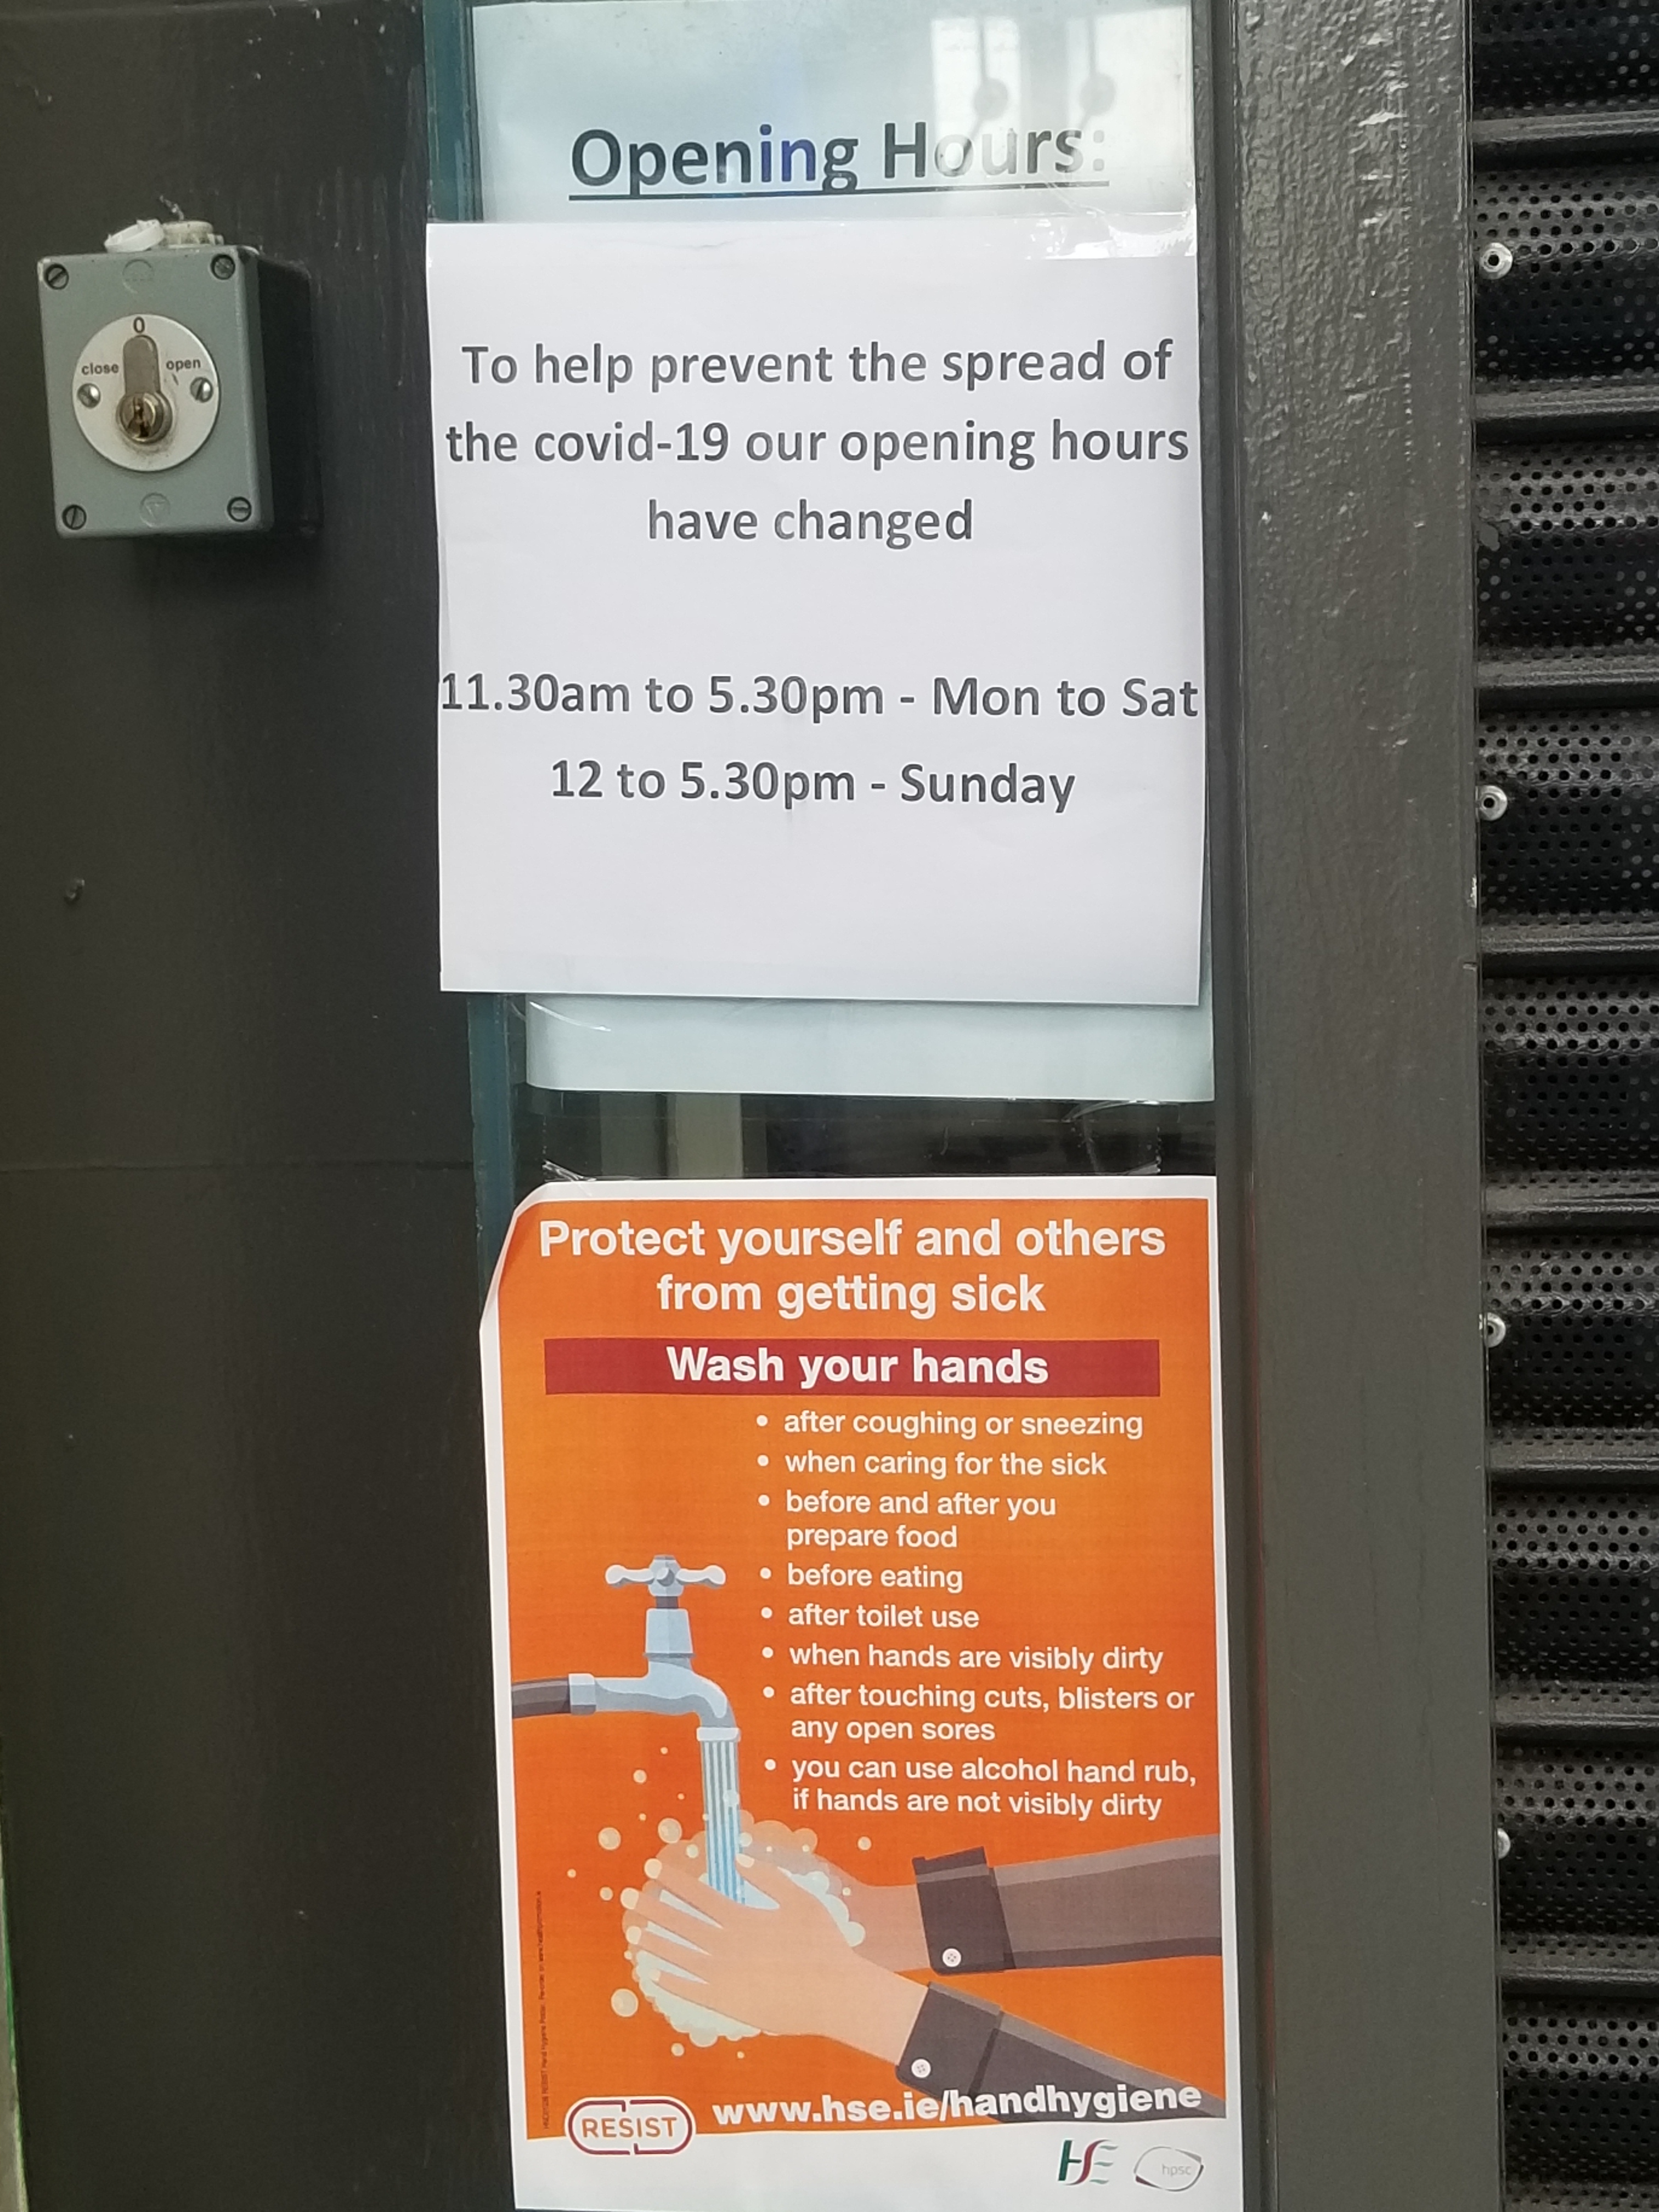 Opening Hours:
To help prevent the spread of
the covid-19 our opening hours
have changed
11.30am to 5.30pm - Mon to Sat
12 to 5.30pm - Sunday
0
close
open
Protect yourself and others
from getting sick
Wash your hands
• after coughing or sneezing
• when caring for the sick
• before and after you
prepare food
• before eating
• after toilet use
• when hands are visibly dirty
• after touching cuts, blisters or
any open sores
• you can use alcohol hand rub,
if hands are not visibly dirty
RESIST
www.hse.ie/handhygiene
HSE
hpsc